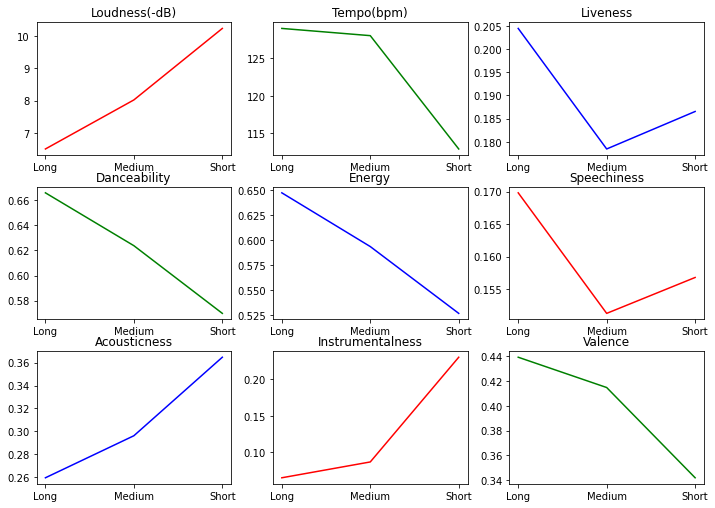 Loudness(-dB)
10
9
8
7
Long
Medium
Short
Tempo(bpm)
125
120
115
Long
Medium
Short
Liveness
0.205
0.200
0.195
0.190
0.185
0.180
Long
Medium
Short
Danceability
0.66
0.64
0.62
0.60
0.58
Long
Medium
Short
Energy
0.650
0.625
0.600
0.575
0.550
0.525
Long
Medium
Short
Speechiness
0.170
0.165
0.160
0.155
Long
Medium
Short
Acousticness
0.36
0.34
0.32
0.30
0.28
0.26
Long
Medium
Short
Instrumentalness
0.20
0.15
0.10
Long
Medium
Short
Valence
0.44
0.42
0.40
0.38
0.36
0.34
Long
Medium
Short